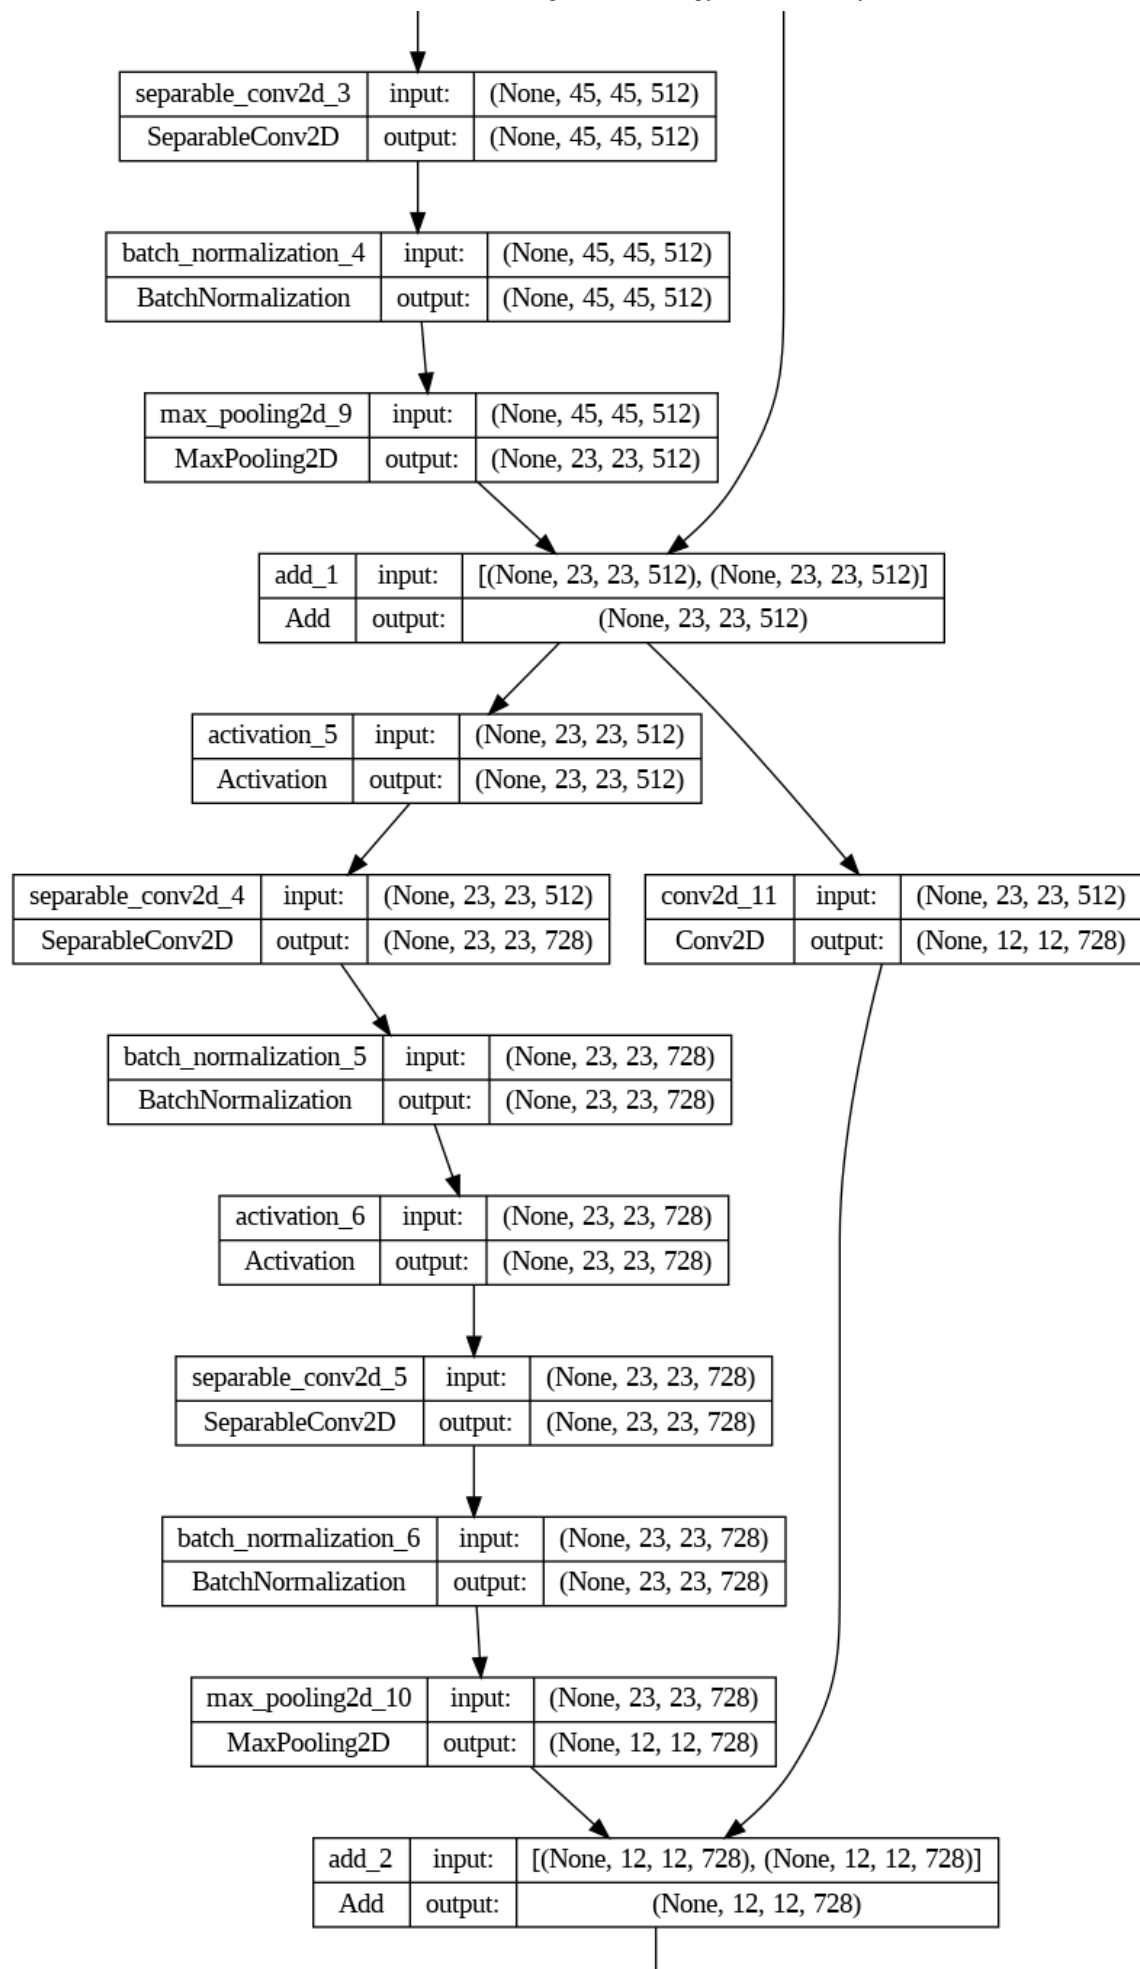 separable_conv2d_3 input: (None, 45, 45, 512)
SeparableConv2D output: (None, 45, 45, 512)
batch_normalization_4 input: (None, 45, 45, 512)
BatchNormalization output: (None, 45, 45, 512)
max_pooling2d_9 input: (None, 45, 45, 512)
MaxPooling2D output: (None, 23, 23, 512)
add_1 input: [(None, 23, 23, 512), (None, 23, 23, 512)]
Add output: (None, 23, 23, 512)
activation_5 input: (None, 23, 23, 512)
Activation output: (None, 23, 23, 512)
separable_conv2d_4 input: (None, 23, 23, 512)
SeparableConv2D output: (None, 23, 23, 728)
conv2d_11 input: (None, 23, 23, 512)
Conv2D output: (None, 12, 12, 728)
batch_normalization_5 input: (None, 23, 23, 728)
BatchNormalization output: (None, 23, 23, 728)
activation_6 input: (None, 23, 23, 728)
Activation output: (None, 23, 23, 728)
separable_conv2d_5 input: (None, 23, 23, 728)
SeparableConv2D output: (None, 23, 23, 728)
batch_normalization_6 input: (None, 23, 23, 728)
BatchNormalization output: (None, 23, 23, 728)
max_pooling2d_10 input: (None, 23, 23, 728)
MaxPooling2D output: (None, 12, 12, 728)
add_2 input: [(None, 12, 12, 728), (None, 12, 12, 728)]
Add output: (None, 12, 12, 728)